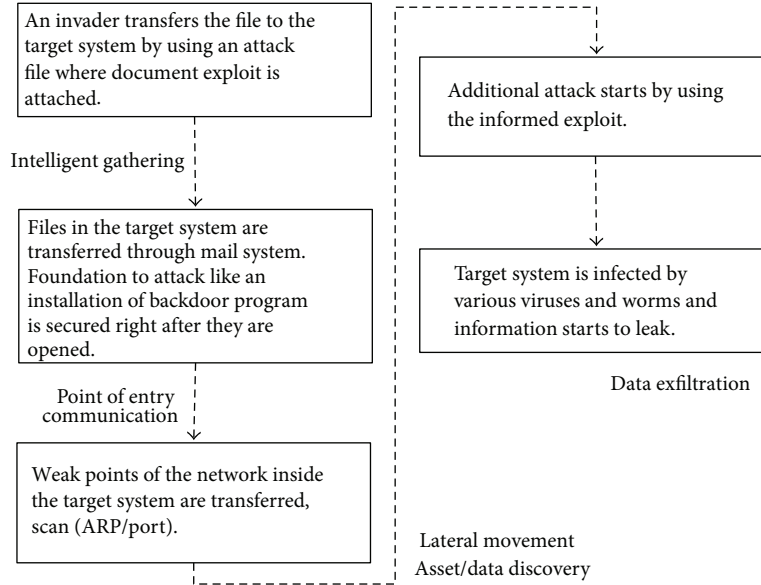 An invader transfers the file to the
target system by using an attack
file where document exploit is
attached.
Intelligent gathering
Files in the target system are
transferred through mail system.
Foundation to attack like an
installation of backdoor program
is secured right after they are
opened.
Point of entry
communication
Weak points of the network inside
the target system are transferred,
scan (ARP/port).
Lateral movement
Asset/data discovery
Additional attack starts by using
the informed exploit.
Target system is infected by
various viruses and worms and
information starts to leak.
Data exfiltration